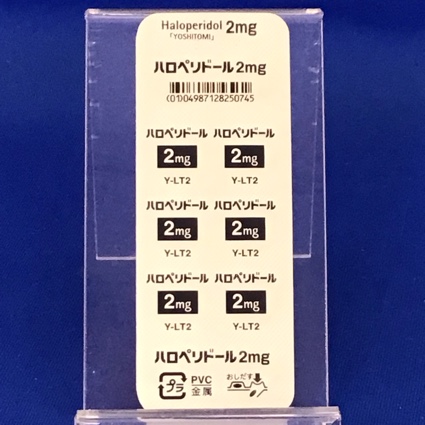 Haloperidol 2mg
「YOSHITOMI」
ハロペリドール2mg
(01)04987128250745
ハロペリドール ハロペリドール
2mg 2mg
Y-LT2 Y-LT2
ハロペリドール ハロペリドール
2mg 2mg
Y-LT2 Y-LT2
ハロペリドール ハロペリドール
2mg 2mg
Y-LT2 Y-LT2
ハロペリドール2mg
プラ PVC 金属 おしだす